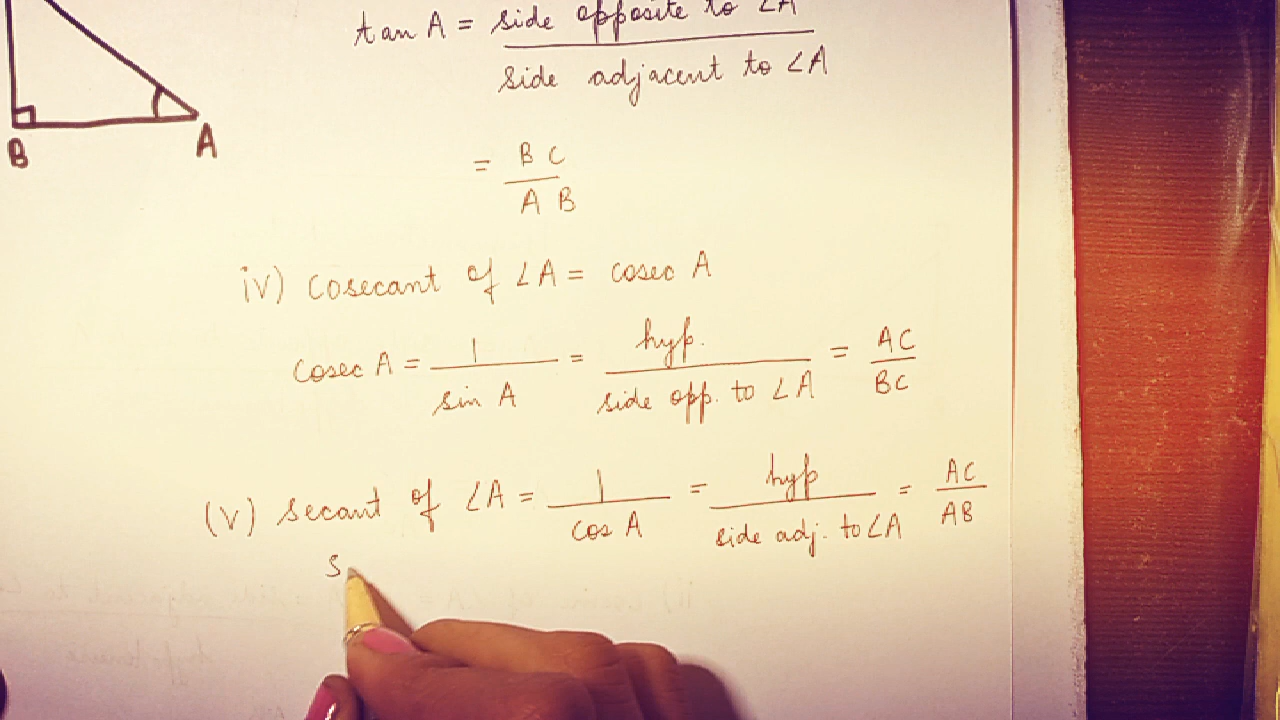 tan A = side opposite to ∠A
side adjacent to ∠A
B A
= BC
AB
iv) Cosecant of ∠A = cosec A
Cosec A = 1 = hyp. = AC
sin A side opp. to ∠A BC
(v) Secant of ∠A = 1 = hyp = AC
cos A side adj. to ∠A AB
S